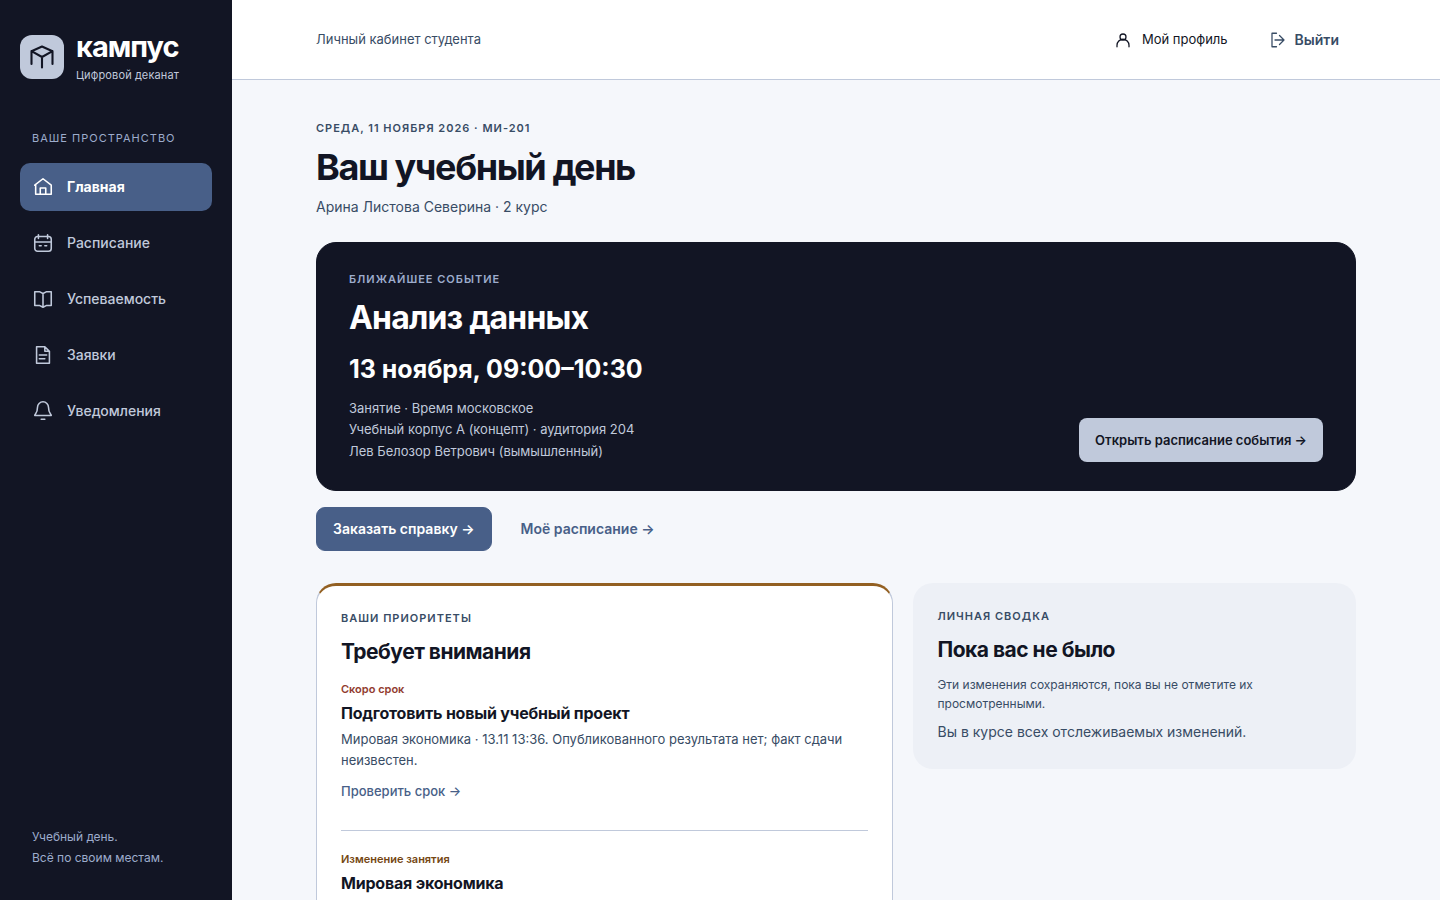 кампус
Цифровой деканат
ВАШЕ ПРОСТРАНСТВО
Главная
Расписание
Успеваемость
Заявки
Уведомления
Учебный день.
Всё по своим местам.
Личный кабинет студента
Мой профиль
Выйти
СРЕДА, 11 НОЯБРЯ 2026 · МИ-201
Ваш учебный день
Арина Листова Северина · 2 курс
БЛИЖАЙШЕЕ СОБЫТИЕ
Анализ данных
13 ноября, 09:00–10:30
Занятие · Время московское
Учебный корпус А (концепт) · аудитория 204
Лев Белозор Ветрович (вымышленный)
Открыть расписание события →
Заказать справку →
Моё расписание →
ВАШИ ПРИОРИТЕТЫ
Требует внимания
Скоро срок
Подготовить новый учебный проект
Мировая экономика · 13.11 13:36. Опубликованного результата нет; факт сдачи
неизвестен.
Проверить срок →
Изменение занятия
Мировая экономика
ЛИЧНАЯ СВОДКА
Пока вас не было
Эти изменения сохраняются, пока вы не отметите их
просмотренными.
Вы в курсе всех отслеживаемых изменений.